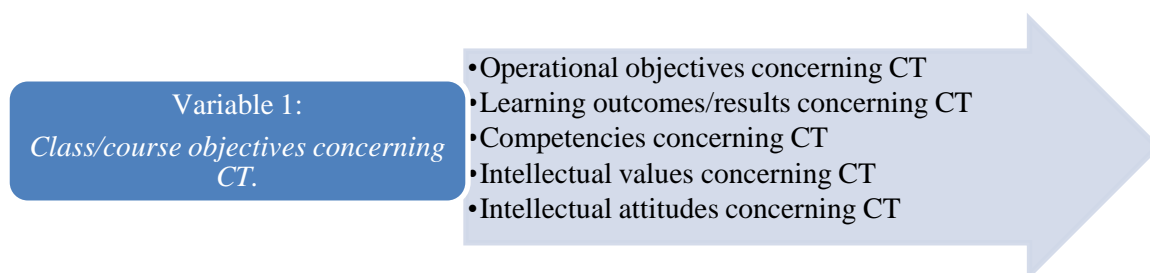 Variable 1:
Class/course objectives concerning
CT.
•Operational objectives concerning CT
•Learning outcomes/results concerning CT
•Competencies concerning CT
•Intellectual values concerning CT
•Intellectual attitudes concerning CT